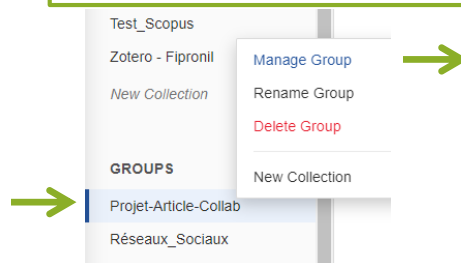 Test_Scopus
Zotero - Fipronil
New Collection
Manage Group
Rename Group
Delete Group
New Collection
GROUPS
Projet-Article-Collab
Réseaux_Sociaux